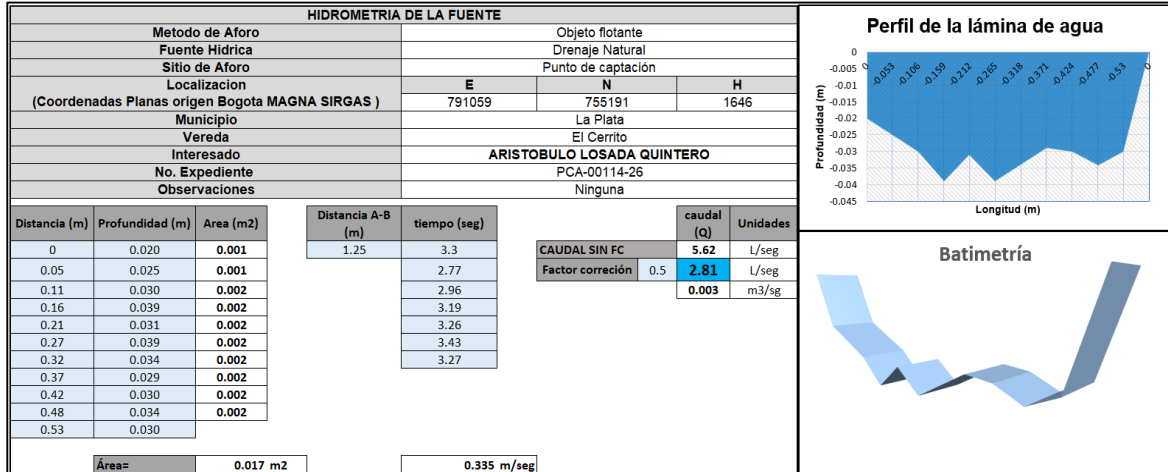 HIDROMETRIA DE LA FUENTE
Metodo de Aforo Objeto flotante
Fuente Hidrica Drenaje Natural
Sitio de Aforo Punto de captación
Localizacion E N H
(Coordenadas Planas origen Bogota MAGNA SIRGAS ) 791059 755191 1646
Municipio La Plata
Vereda El Cerrito
Interesado ARISTOBULO LOSADA QUINTERO
No. Expediente PCA-00114-26
Observaciones Ninguna
Distancia (m) Profundidad (m) Area (m2)
0 0.020 0.001
0.05 0.025 0.001
0.11 0.030 0.002
0.16 0.039 0.002
0.21 0.031 0.002
0.27 0.039 0.002
0.32 0.034 0.002
0.37 0.029 0.002
0.42 0.030 0.002
0.48 0.034 0.002
0.53 0.030
Área= 0.017 m2
Distancia A-B (m) tiempo (seg)
1.25 3.3
2.77
2.96
3.19
3.26
3.43
3.27
0.335 m/seg
caudal (Q) Unidades
CAUDAL SIN FC 5.62 L/seg
Factor correción 0.5 2.81 L/seg
0.003 m3/sg
Perfil de la lámina de agua
Profundidad (m)
0
-0.005
-0.01
-0.015
-0.02
-0.025
-0.03
-0.035
-0.04
-0.045
0 -0.053 -0.106 -0.159 -0.212 -0.265 -0.318 -0.371 -0.424 -0.477 -0.53 0
Longitud (m)
Batimetría